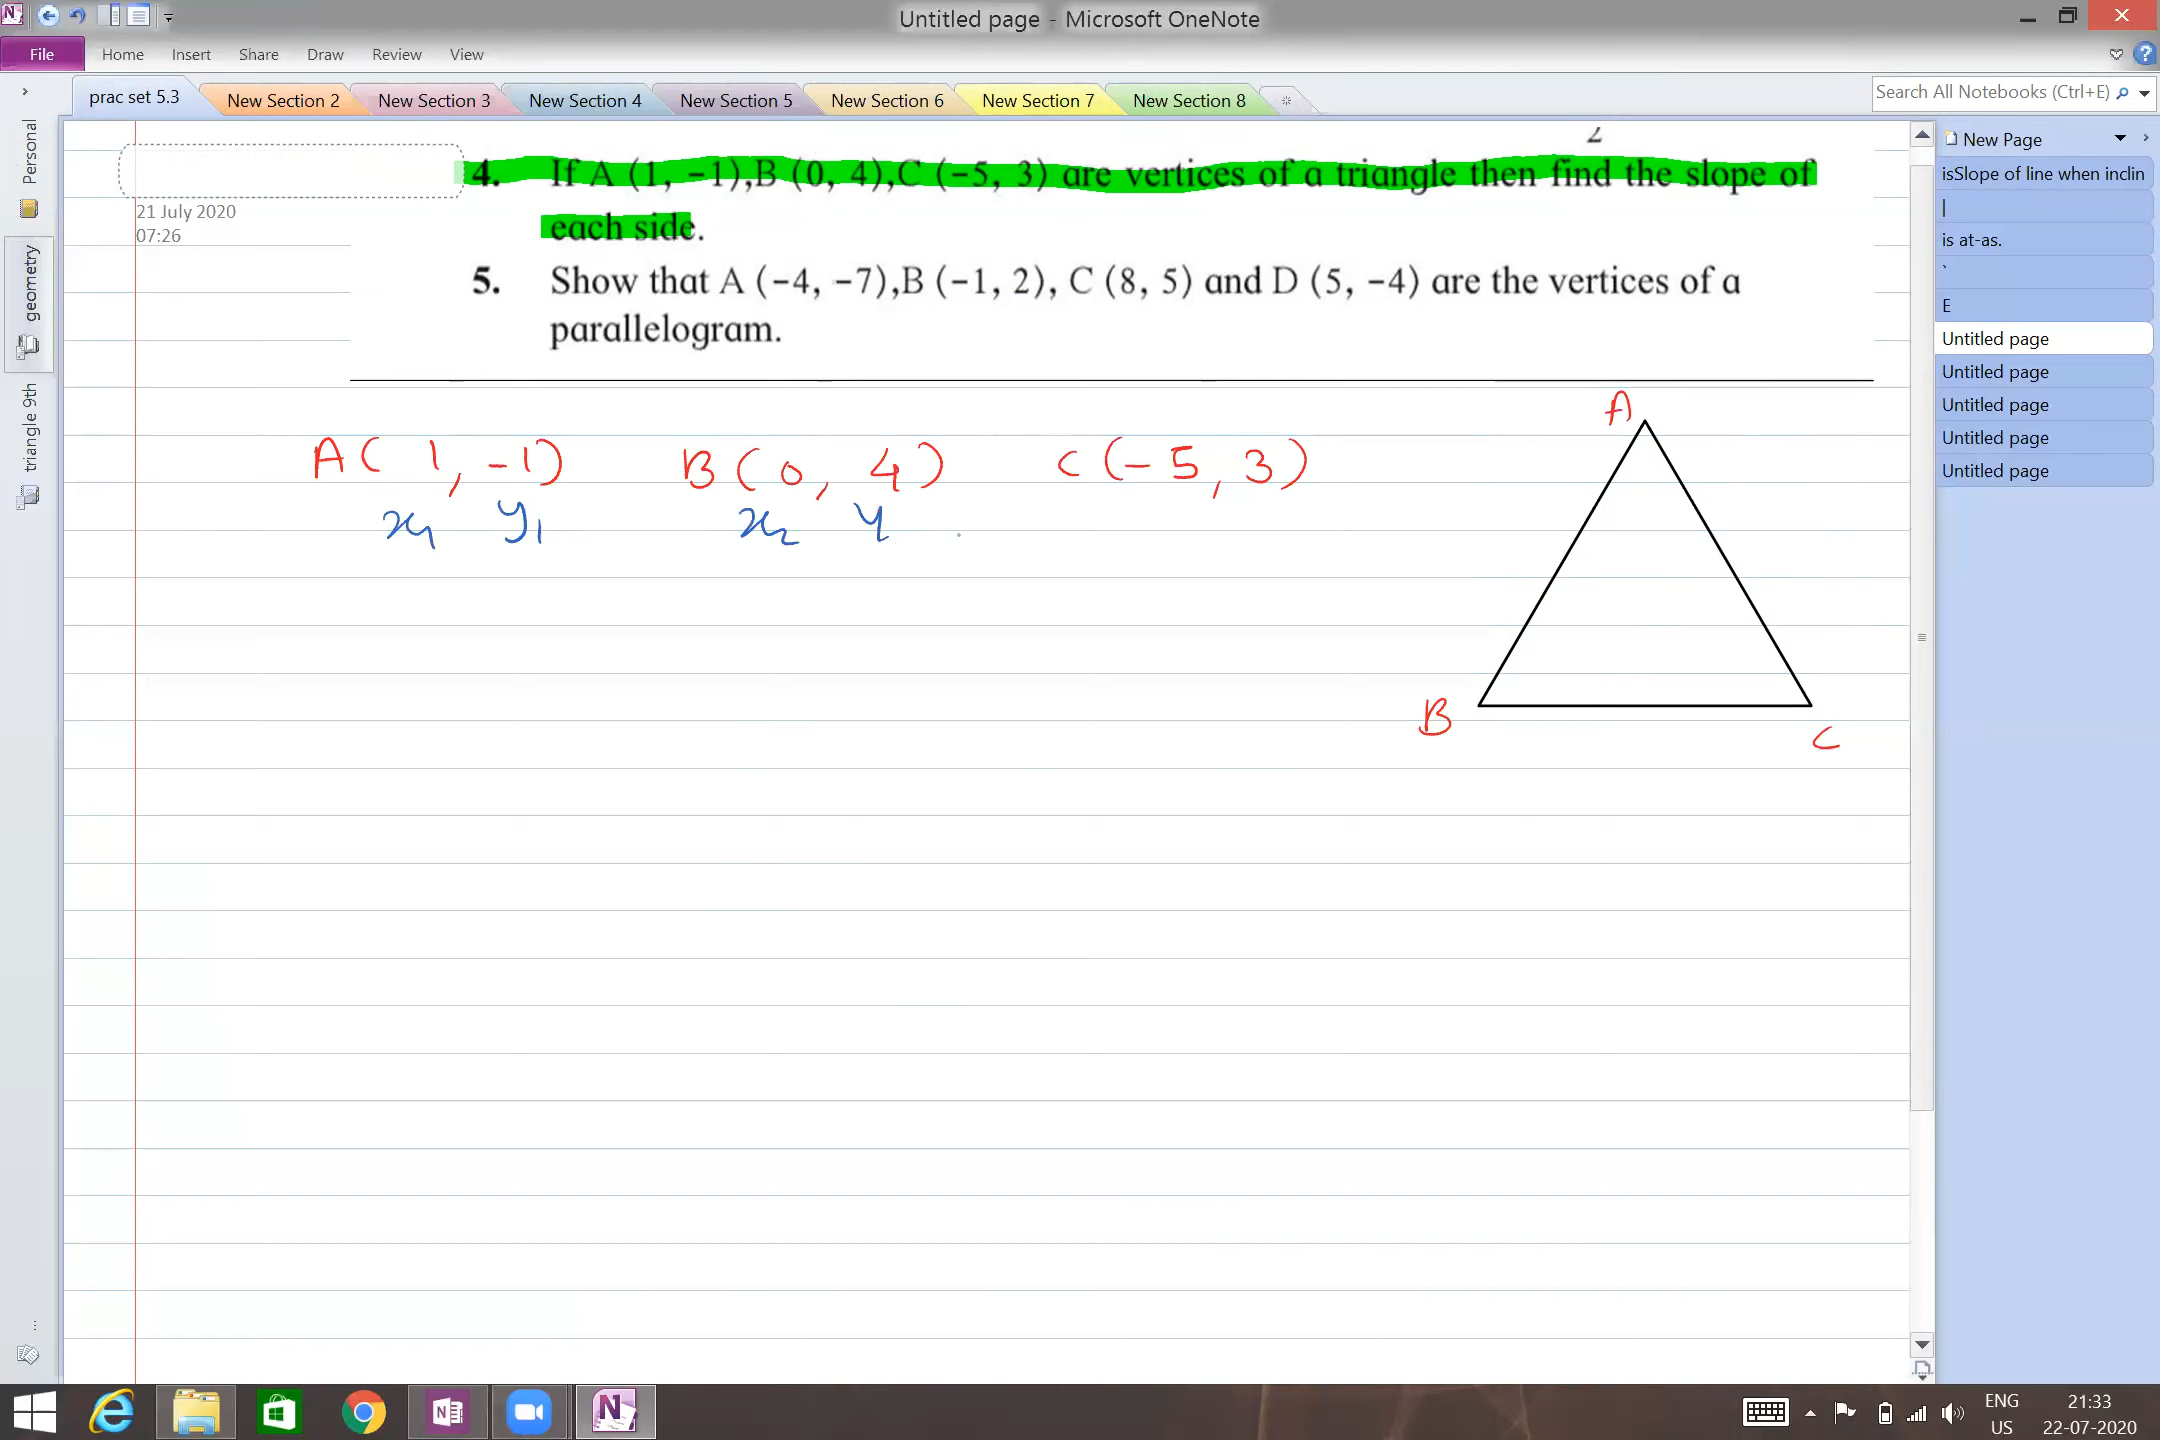 Untitled page - Microsoft OneNote
File Home Insert Share Draw Review View
prac set 5.3 New Section 2 New Section 3 New Section 4 New Section 5 New Section 6 New Section 7 New Section 8
Search All Notebooks (Ctrl+E)
Personal
geometry
triangle 9th
21 July 2020
07:26
4. If A (1, −1),B (0, 4),C (−5, 3) are vertices of a triangle then find the slope of
each side.
5. Show that A (−4, −7),B (−1, 2), C (8, 5) and D (5, −4) are the vertices of a
parallelogram.
A( 1, -1) B(0, 4) C(-5, 3)
x1 y1 x2 y
A
B
C
New Page
isSlope of line when inclin
|
is at-as.
`
E
Untitled page
Untitled page
Untitled page
Untitled page
Untitled page
ENG
US
21:33
22-07-2020